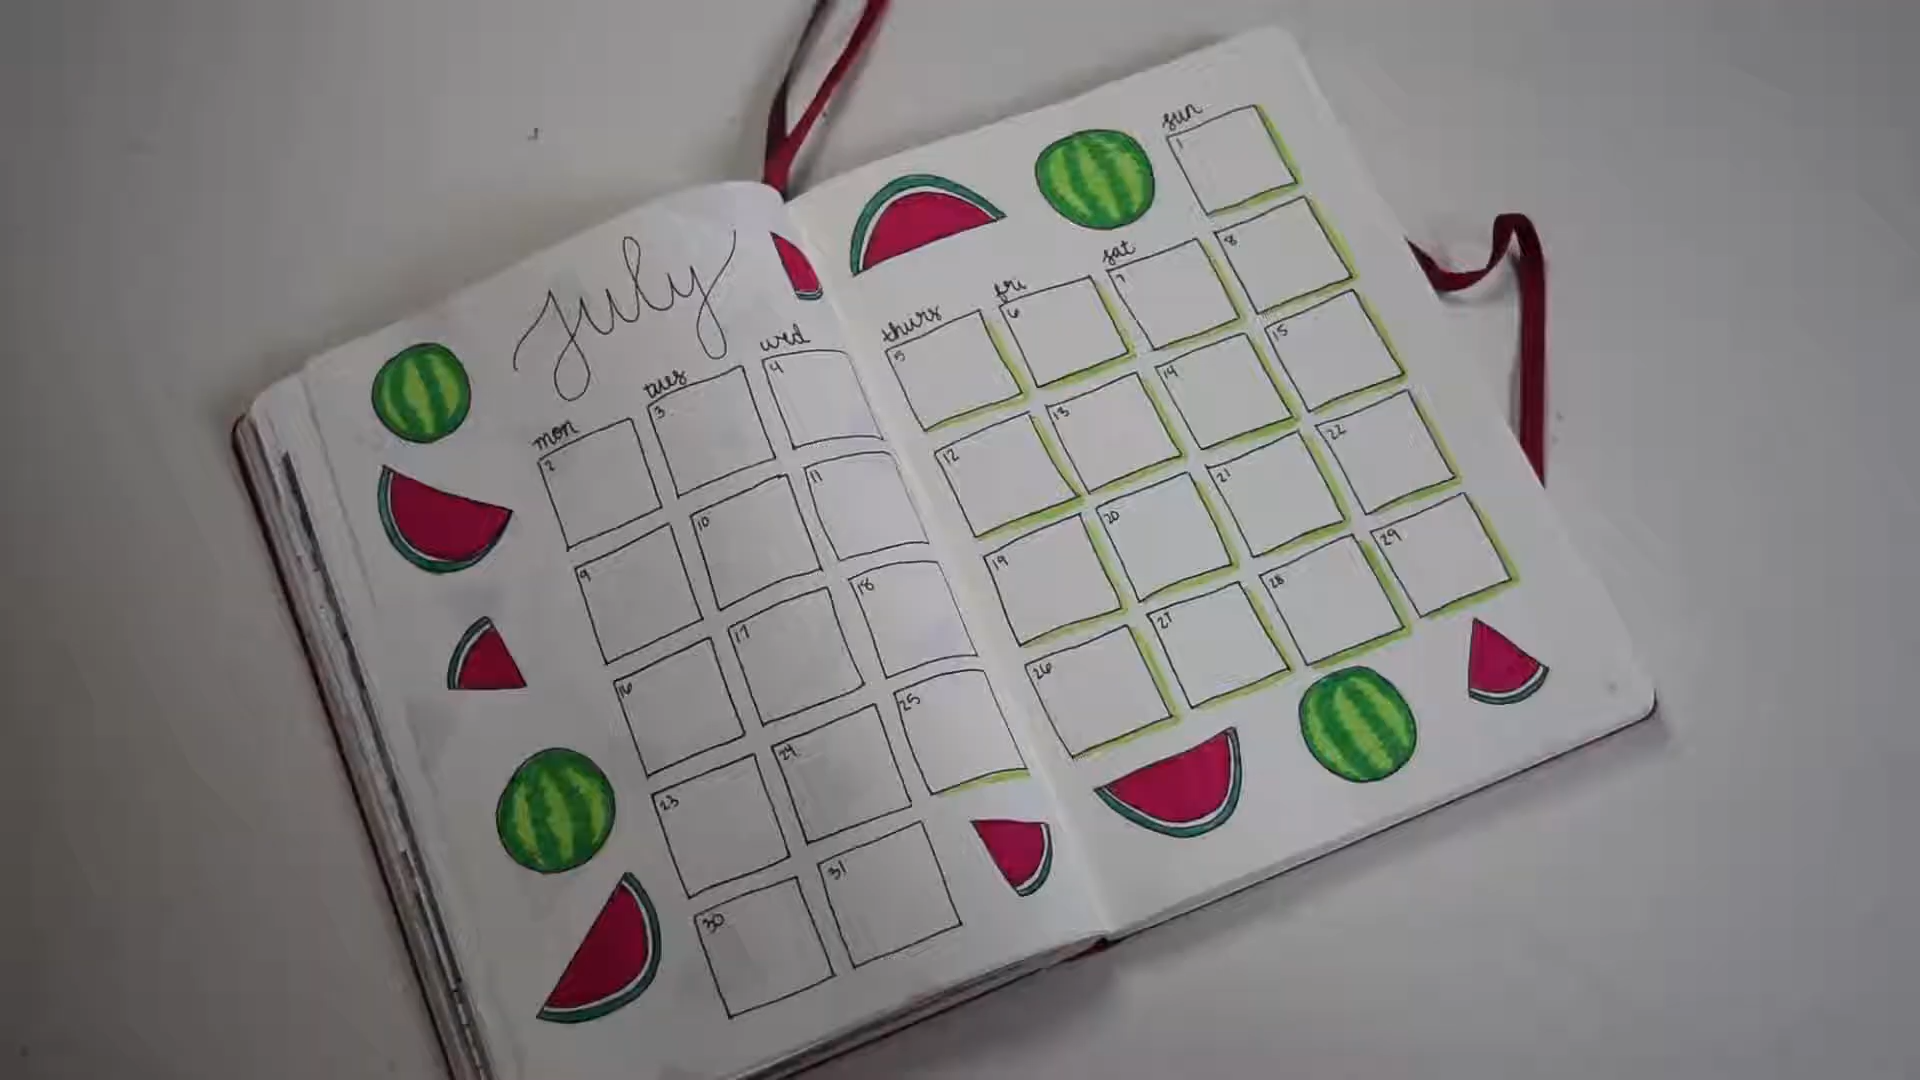 July
mon tues wed thurs fri sat sun
1
2 3 4 5 6 7 8
9 10 11 12 13 14 15
16 17 18 19 20 21 22
23 24 25 26 27 28 29
30 31